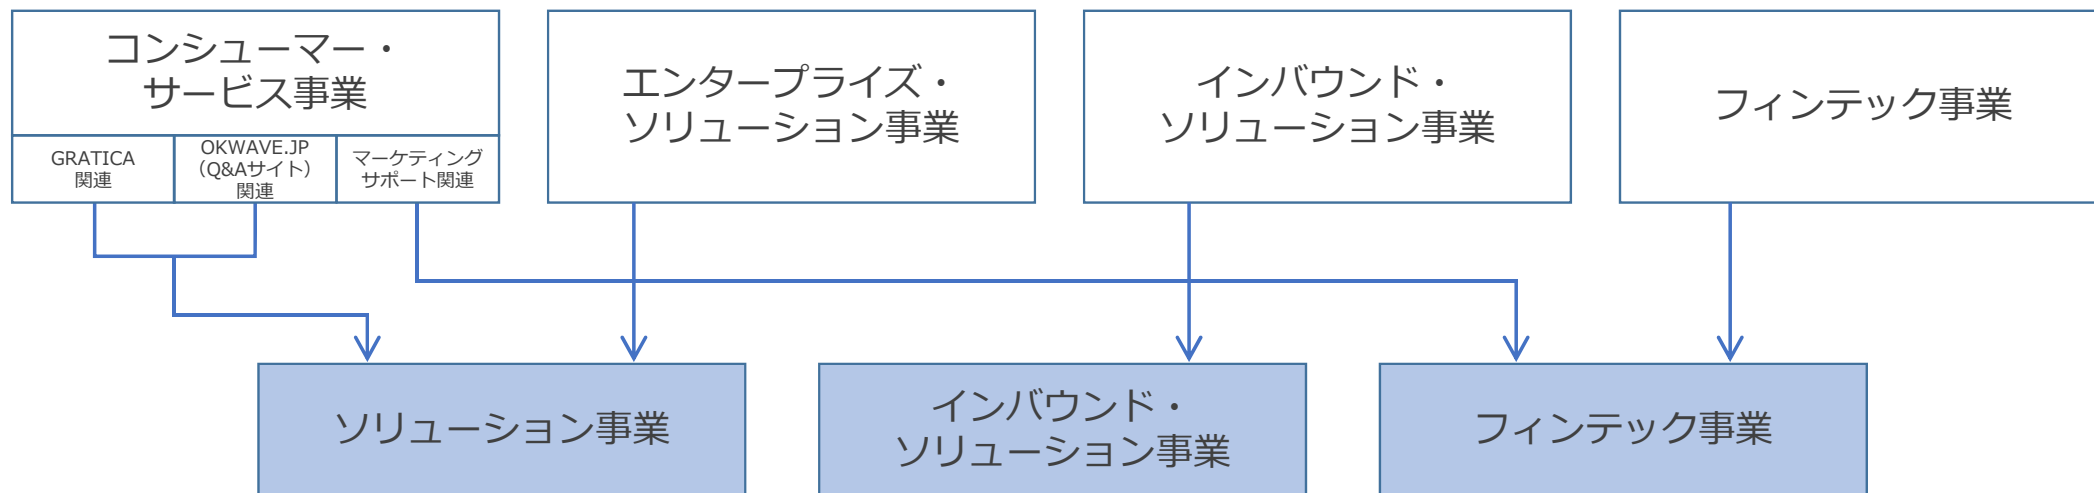 コンシューマー・
サービス事業
GRATICA
関連
OKWAVE.JP
（Q&Aサイト）
関連
マーケティング
サポート関連
エンタープライズ・
ソリューション事業
インバウンド・
ソリューション事業
フィンテック事業
ソリューション事業
インバウンド・
ソリューション事業
フィンテック事業